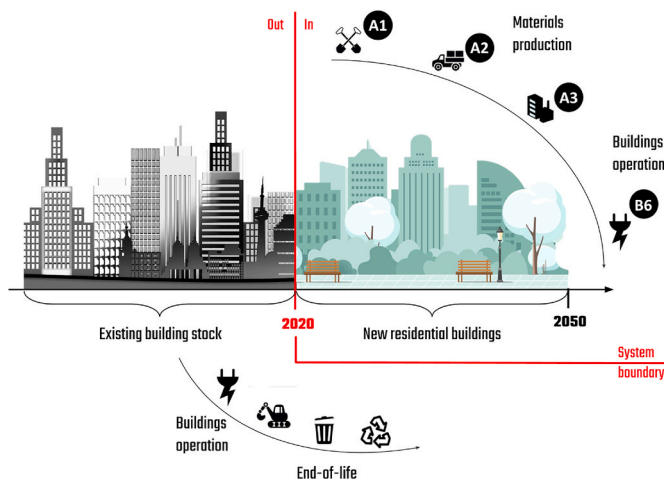 Out
In
A1
A2
Materials
production
A3
Buildings
operation
B6
Existing building stock
2020
New residential buildings
2050
System
boundary
Buildings
operation
End-of-life